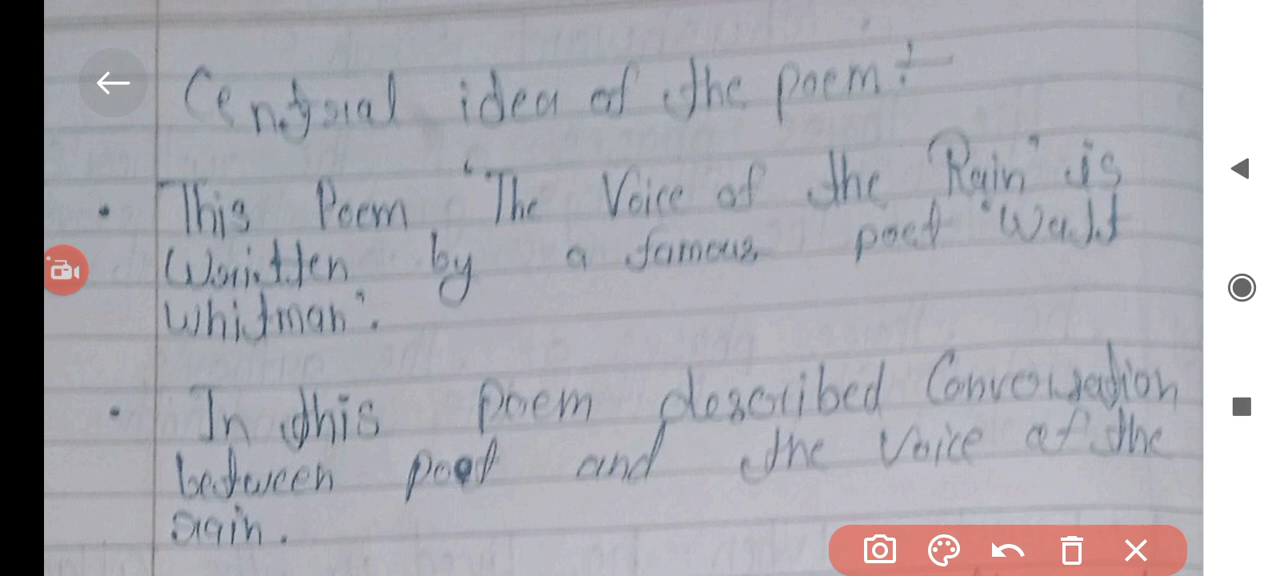 Central idea of the poem :-
• This Poem "The Voice of the Rain" is
written by a famous poet "Walt
whitman".
• In this poem described Conversation
between poet and the voice of the
rain.